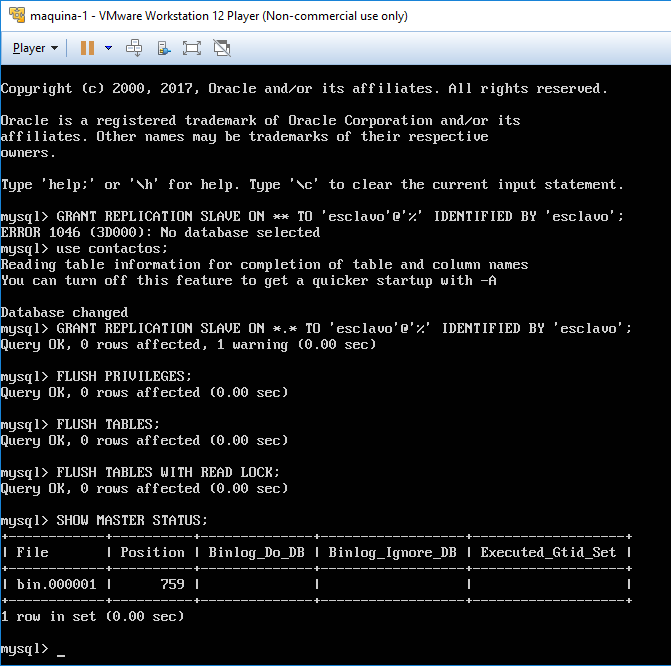 maquina-1 - VMware Workstation 12 Player (Non-commercial use only)
Player
Copyright (c) 2000, 2017, Oracle and/or its affiliates. All rights reserved.
Oracle is a registered trademark of Oracle Corporation and/or its
affiliates. Other names may be trademarks of their respective
owners.
Type 'help;' or '\h' for help. Type '\c' to clear the current input statement.
mysql> GRANT REPLICATION SLAVE ON ** TO 'esclavo'@'%' IDENTIFIED BY 'esclavo';
ERROR 1046 (3D000): No database selected
mysql> use contactos;
Reading table information for completion of table and column names
You can turn off this feature to get a quicker startup with -A
Database changed
mysql> GRANT REPLICATION SLAVE ON *.* TO 'esclavo'@'%' IDENTIFIED BY 'esclavo';
Query OK, 0 rows affected, 1 warning (0.00 sec)
mysql> FLUSH PRIVILEGES;
Query OK, 0 rows affected (0.00 sec)
mysql> FLUSH TABLES;
Query OK, 0 rows affected (0.00 sec)
mysql> FLUSH TABLES WITH READ LOCK;
Query OK, 0 rows affected (0.00 sec)
mysql> SHOW MASTER STATUS;
+------------+----------+--------------+------------------+-------------------+
| File       | Position | Binlog_Do_DB | Binlog_Ignore_DB | Executed_Gtid_Set |
+------------+----------+--------------+------------------+-------------------+
| bin.000001 |      759 |              |                  |                   |
+------------+----------+--------------+------------------+-------------------+
1 row in set (0.00 sec)
mysql> _